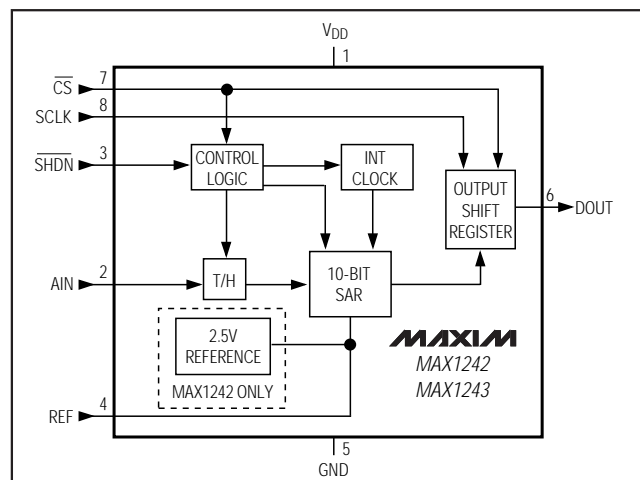 VDD
1
CS
7
SCLK
8
SHDN
3
CONTROL
LOGIC
INT
CLOCK
OUTPUT
SHIFT
REGISTER
6
DOUT
AIN
2
T/H
10-BIT
SAR
2.5V
REFERENCE
MAX1242 ONLY
MAXIM
MAX1242
MAX1243
REF
4
5
GND